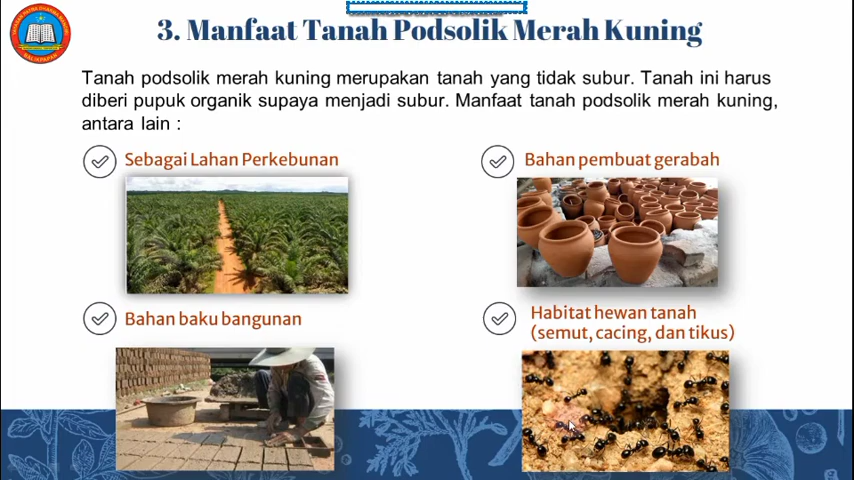 3. Manfaat Tanah Podsolik Merah Kuning
Tanah podsolik merah kuning merupakan tanah yang tidak subur. Tanah ini harus
diberi pupuk organik supaya menjadi subur. Manfaat tanah podsolik merah kuning,
antara lain :
Sebagai Lahan Perkebunan
Bahan pembuat gerabah
Bahan baku bangunan
Habitat hewan tanah
(semut, cacing, dan tikus)